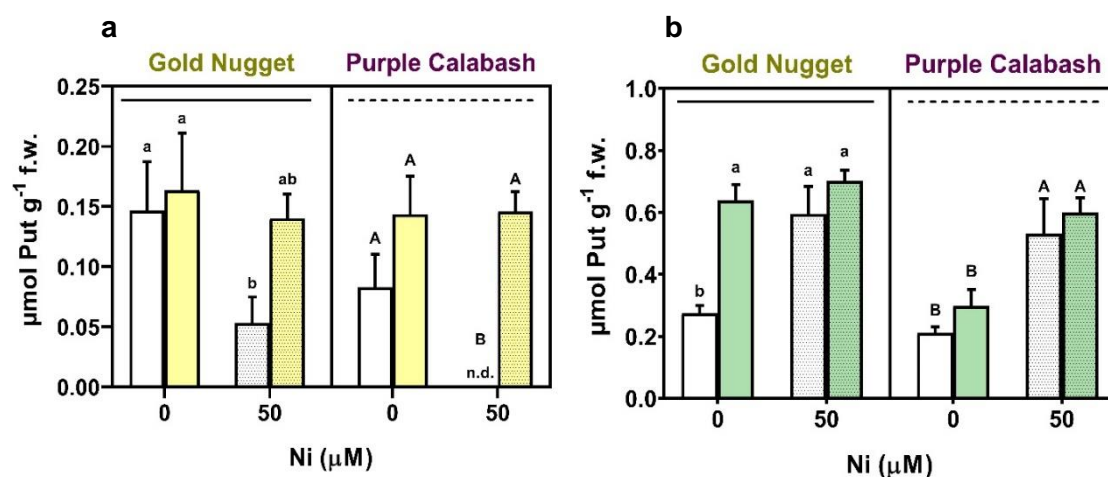 a
Gold Nugget Purple Calabash
µmol Put g⁻¹ f.w.
0.25
0.20
0.15
0.10
0.05
0.00
a
a
b
ab
A
A
B
n.d.
A
0 50 0 50
Ni (µM)
b
Gold Nugget Purple Calabash
µmol Put g⁻¹ f.w.
1.0
0.8
0.6
0.4
0.2
0.0
b
a
a
a
B
B
A
A
0 50 0 50
Ni (µM)